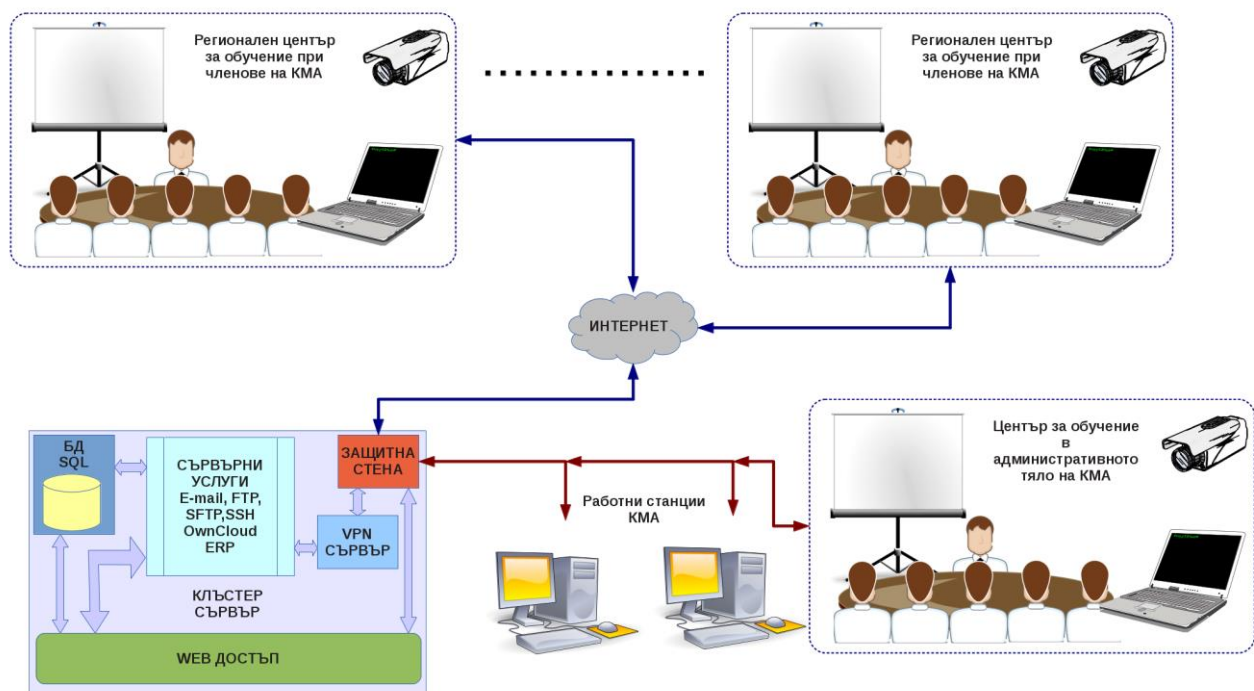 Регионален център
за обучение при
членове на КМА
Регионален център
за обучение при
членове на КМА
ИНТЕРНЕТ
БД
SQL
СЪРВЪРНИ
УСЛУГИ
E-mail, FTP,
SFTP,SSH
OwnCloud
ERP
ЗАЩИТНА
СТЕНА
VPN
СЪРВЪР
КЛЪСТЕР
СЪРВЪР
WEB ДОСТЪП
Работни станции
КМА
Център за обучение
в
административното
тяло на КМА